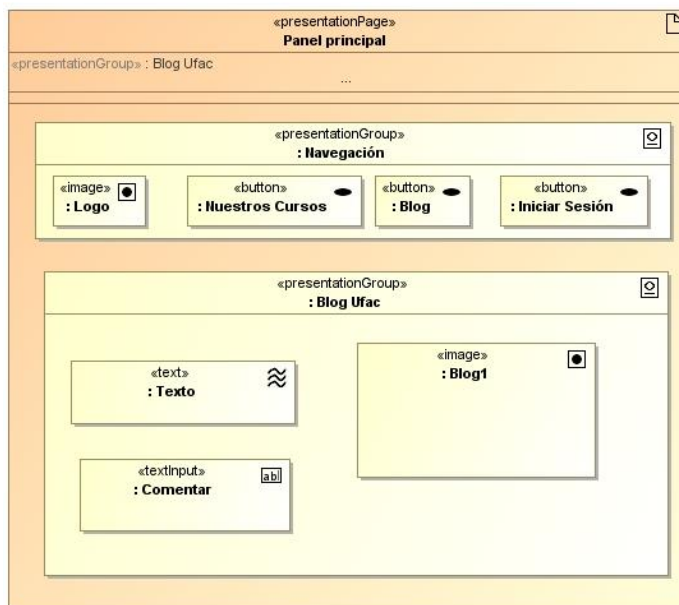 «presentationPage»
Panel principal
«presentationGroup» : Blog Ufac
...
«presentationGroup»
: Navegación
«image»
: Logo
«button»
: Nuestros Cursos
«button»
: Blog
«button»
: Iniciar Sesión
«presentationGroup»
: Blog Ufac
«text»
: Texto
«image»
: Blog1
«textInput»
: Comentar
ab|